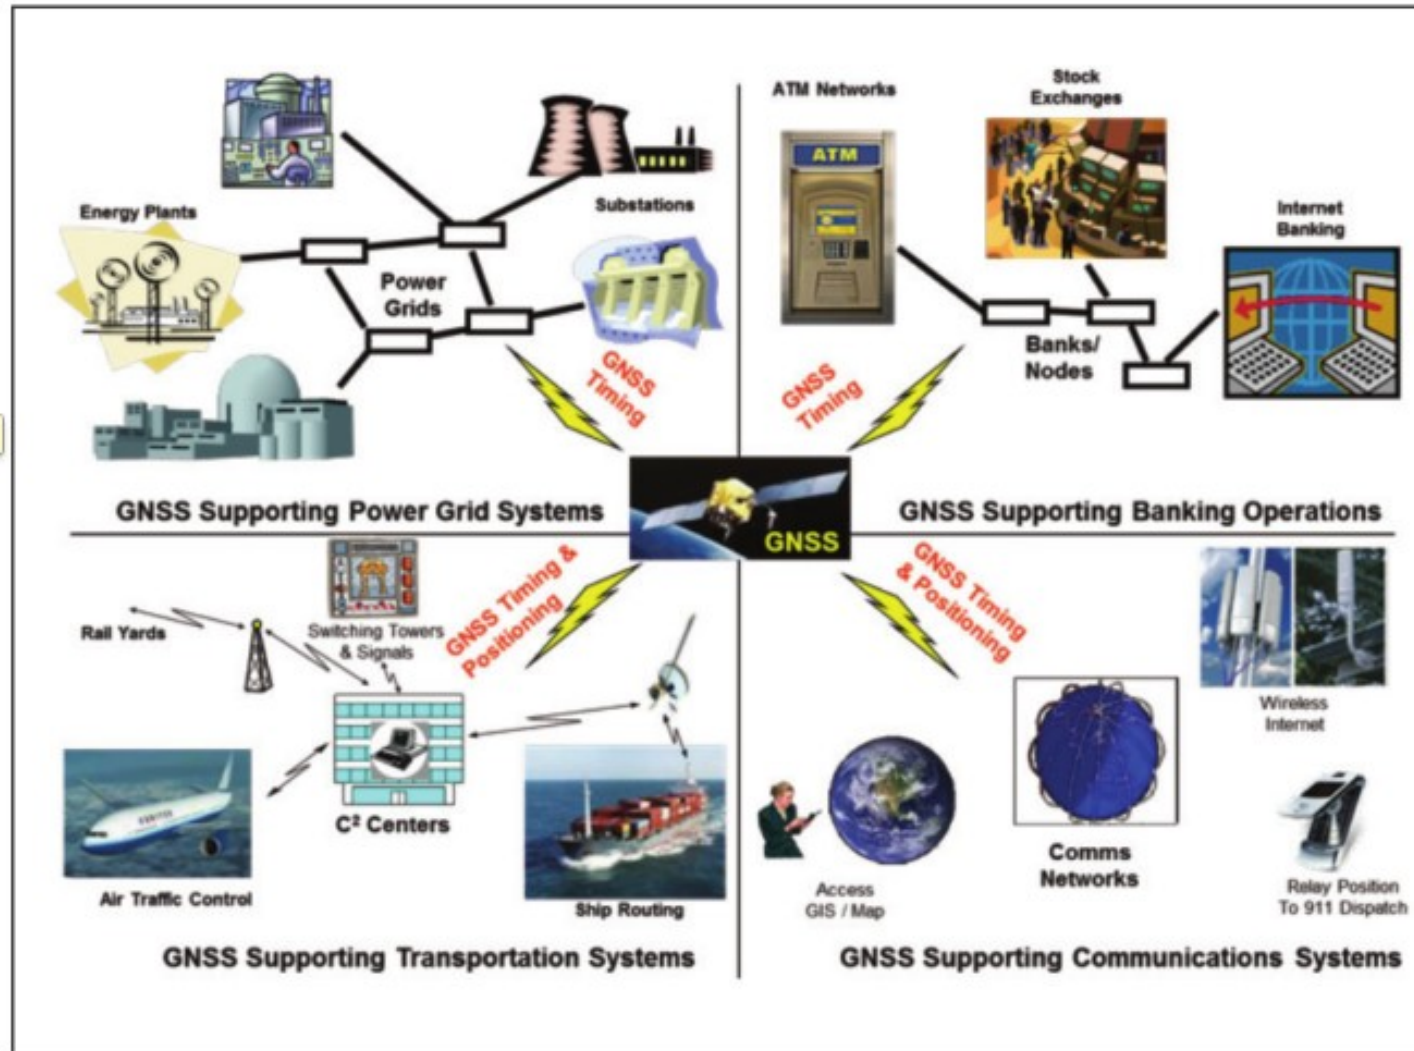 Energy Plants
Substations
Power
Grids
GNSS
Timing
GNSS Supporting Power Grid Systems
ATM Networks
ATM
Stock
Exchanges
Internet
Banking
Banks/
Nodes
GNSS
Timing
GNSS Supporting Banking Operations
GNSS
Rail Yards
Switching Towers
& Signals
GNSS Timing &
Positioning
C² Centers
Air Traffic Control
Ship Routing
GNSS Supporting Transportation Systems
GNSS Timing
& Positioning
Wireless
Internet
Access
GIS / Map
Comms
Networks
Relay Position
To 911 Dispatch
GNSS Supporting Communications Systems